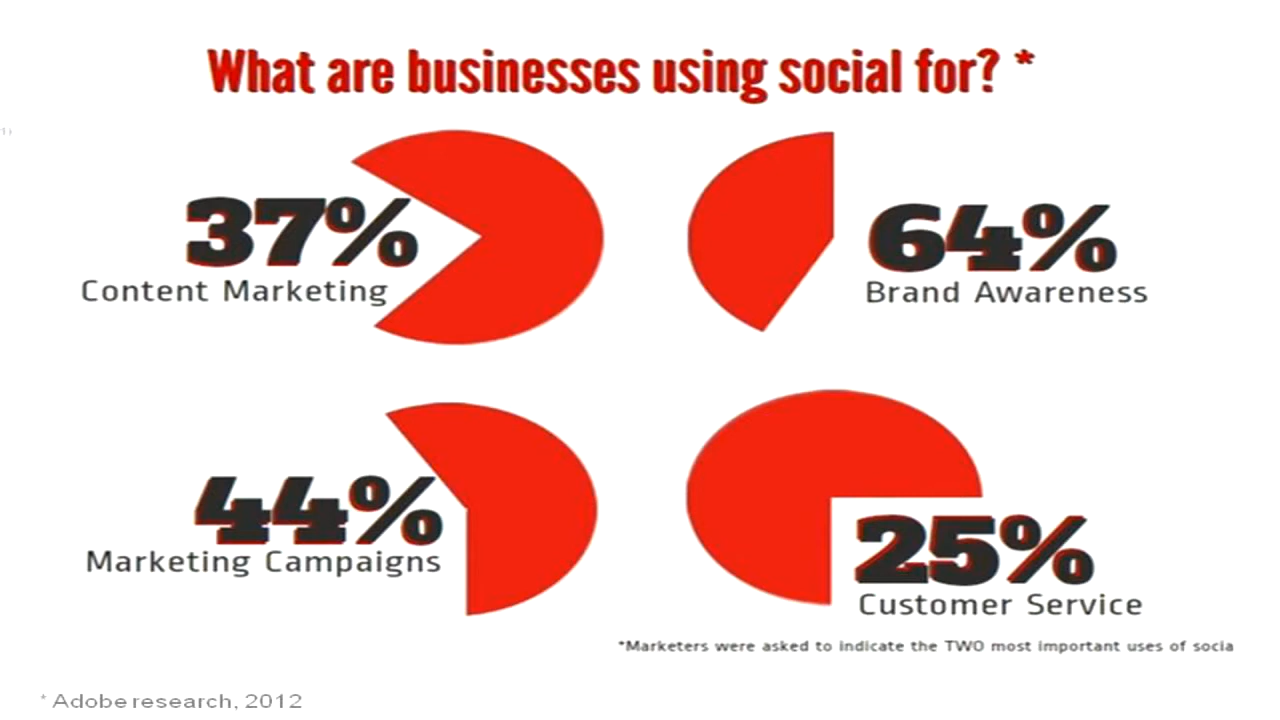 What are businesses using social for? *
37%
Content Marketing
64%
Brand Awareness
44%
Marketing Campaigns
25%
Customer Service
*Marketers were asked to indicate the TWO most important uses of socia
* Adobe research, 2012